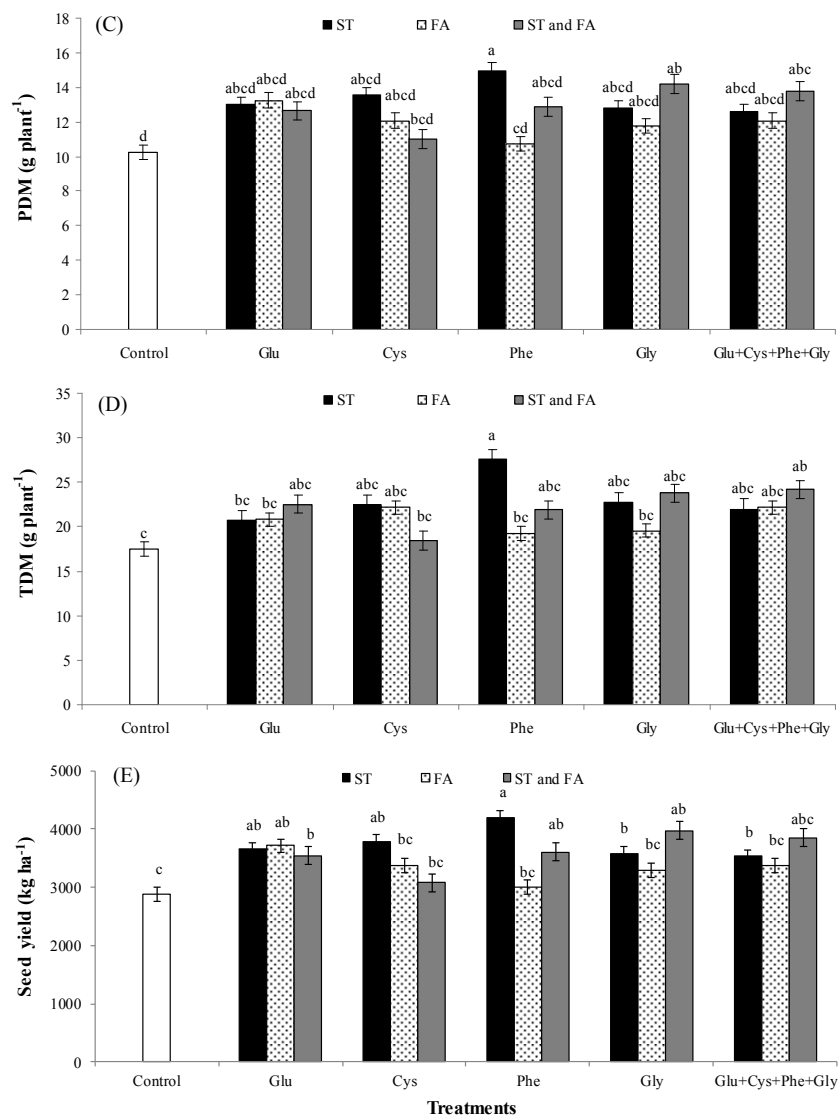 (C)
ST FA ST and FA
PDM (g plant-1)
18
16
14
12
10
8
6
4
2
0
d
abcd abcd abcd
abcd abcd bcd
a cd abcd
abcd abcd ab
abcd abcd abc
Control Glu Cys Phe Gly Glu+Cys+Phe+Gly
(D)
ST FA ST and FA
TDM (g plant-1)
35
30
25
20
15
10
5
0
c
bc bc abc
abc abc bc
a bc abc
abc bc abc
abc abc ab
Control Glu Cys Phe Gly Glu+Cys+Phe+Gly
(E)
ST FA ST and FA
Seed yield (kg ha-1)
5000
4000
3000
2000
1000
0
c
ab ab b
ab bc bc
a bc ab
b bc ab
b bc abc
Control Glu Cys Phe Gly Glu+Cys+Phe+Gly
Treatments